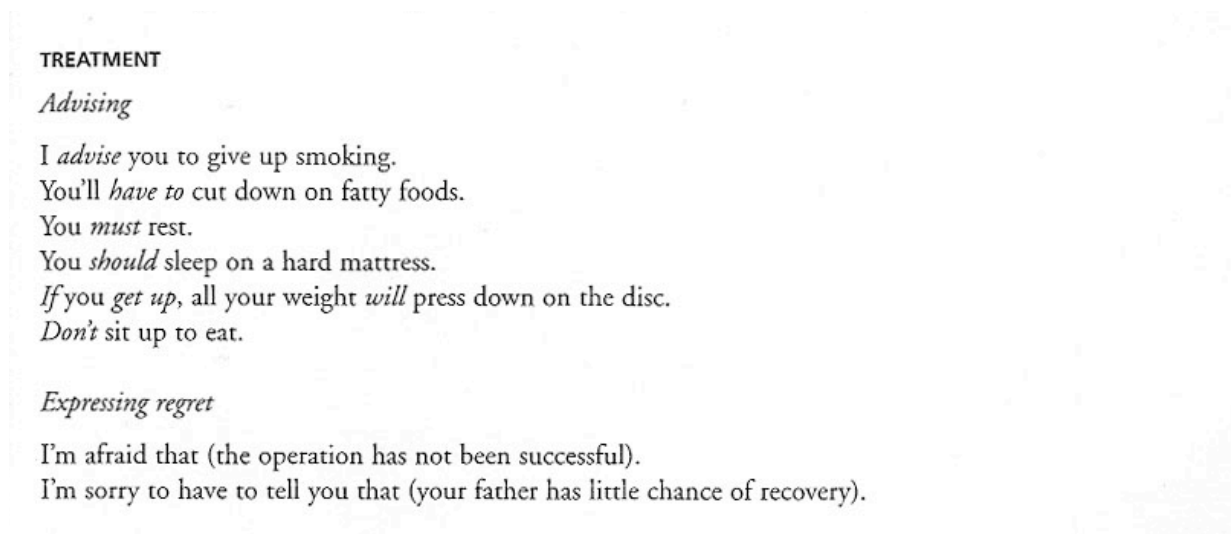 TREATMENT
Advising
I advise you to give up smoking.
You'll have to cut down on fatty foods.
You must rest.
You should sleep on a hard mattress.
If you get up, all your weight will press down on the disc.
Don't sit up to eat.
Expressing regret
I'm afraid that (the operation has not been successful).
I'm sorry to have to tell you that (your father has little chance of recovery).